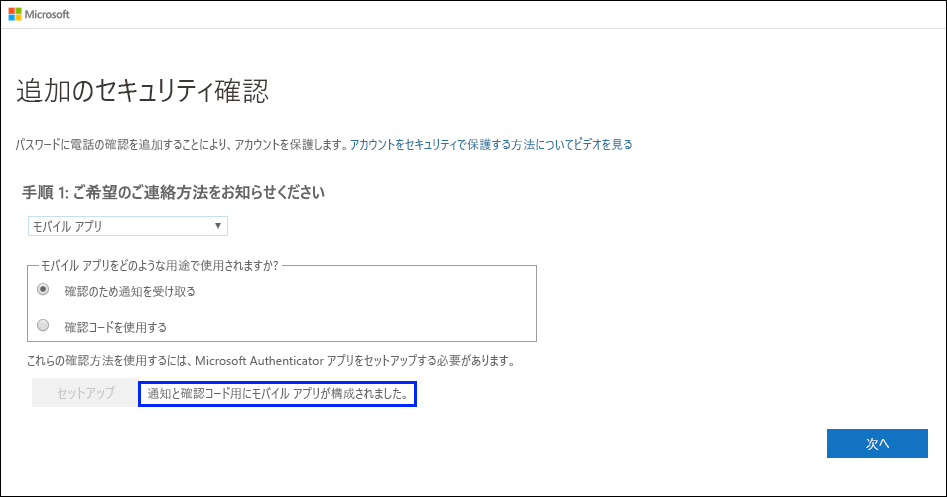 Microsoft
追加のセキュリティ確認
パスワードに電話の確認を追加することにより、アカウントを保護します。アカウントをセキュリティで保護する方法についてビデオを見る
手順 1: ご希望のご連絡方法をお知らせください
モバイル アプリ
モバイル アプリをどのような用途で使用されますか?
確認のため通知を受け取る
確認コードを使用する
これらの確認方法を使用するには、Microsoft Authenticator アプリをセットアップする必要があります。
セットアップ 通知と確認コード用にモバイル アプリが構成されました。
次へ